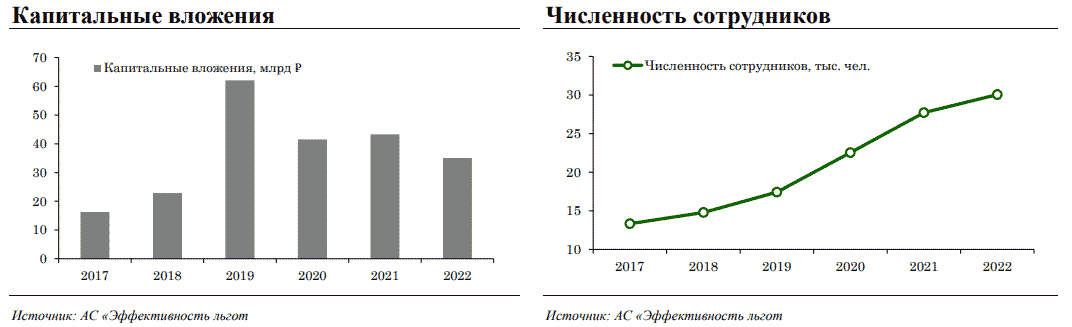 Капитальные вложения
Капитальные вложения, млрд ₽
70
60
50
40
30
20
10
0
2017 2018 2019 2020 2021 2022
Источник: АС «Эффективность льгот
Численность сотрудников
Численность сотрудников, тыс. чел.
35
30
25
20
15
10
2017 2018 2019 2020 2021 2022
Источник: АС «Эффективность льгот